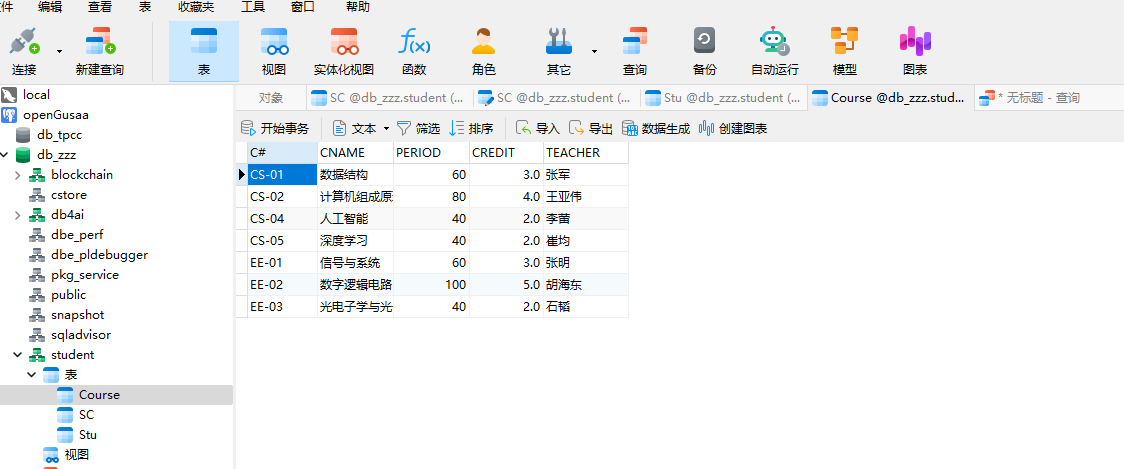 件 编辑 查看 表 收藏夹 工具 窗口 帮助
连接 新建查询 表 视图 实体化视图 f(x) 函数 角色 其它 查询 备份 自动运行 模型 图表
local
openGusaa
db_tpcc
db_zzz
blockchain
cstore
db4ai
dbe_perf
dbe_pldebugger
pkg_service
public
snapshot
sqladvisor
student
表
Course
SC
Stu
视图
对象 SC @db_zzz.student (... SC @db_zzz.student (... Stu @db_zzz.student (... Course @db_zzz.stud... * 无标题 - 查询
开始事务 文本 筛选 排序 导入 导出 数据生成 创建图表
C# CNAME PERIOD CREDIT TEACHER
CS-01 数据结构 60 3.0 张军
CS-02 计算机组成原 80 4.0 王亚伟
CS-04 人工智能 40 2.0 李蕾
CS-05 深度学习 40 2.0 崔均
EE-01 信号与系统 60 3.0 张明
EE-02 数字逻辑电路 100 5.0 胡海东
EE-03 光电子学与光 40 2.0 石韬